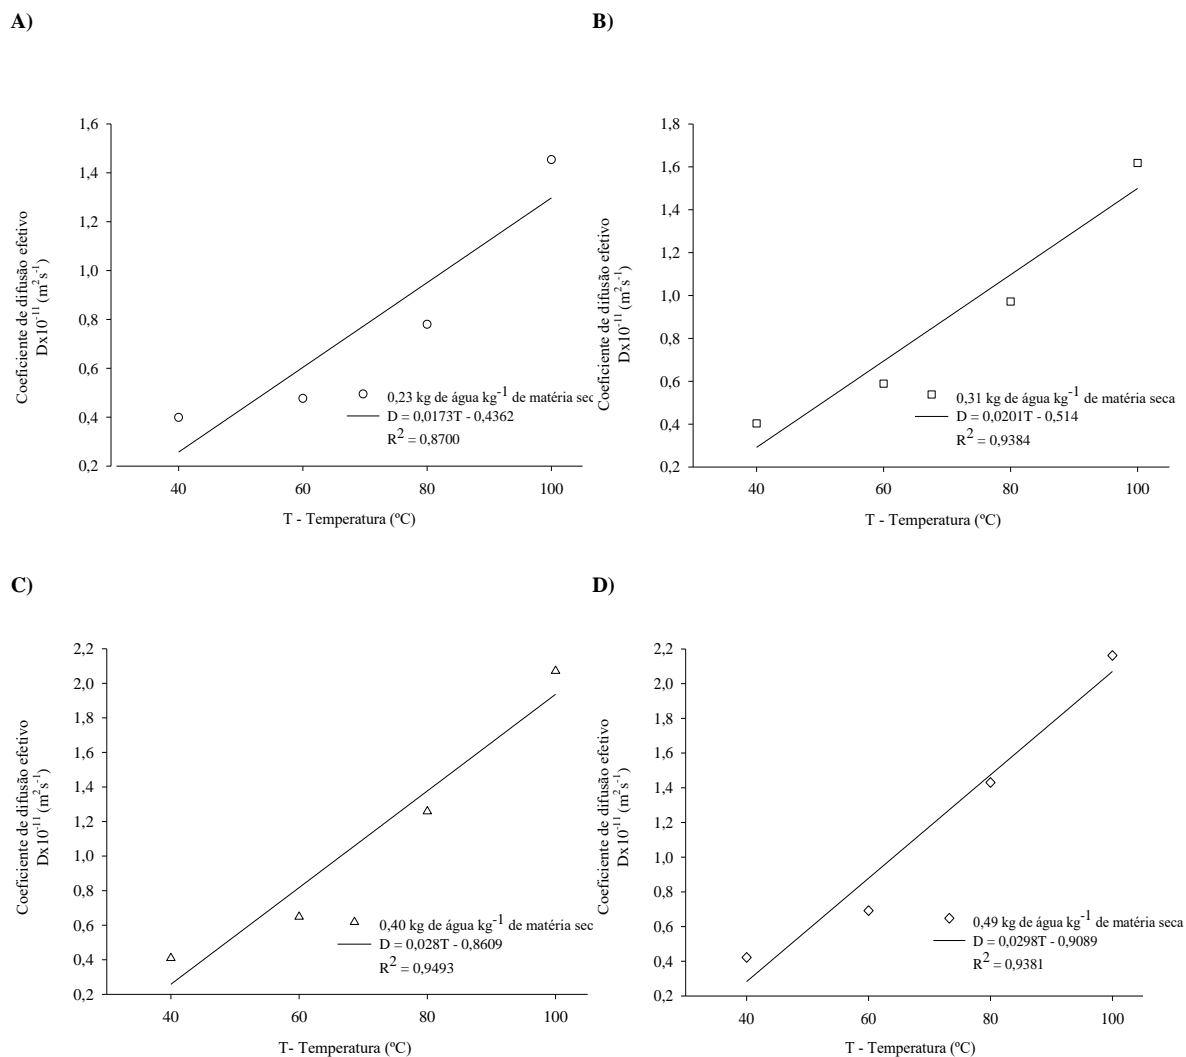 A)
Coeficiente de difusão efetivo
Dx10-11 (m2s-1)
1,6
1,4
1,2
1,0
0,8
0,6
0,4
0,2
40
60
80
100
T - Temperatura (ºC)
0,23 kg de água kg-1 de matéria sec
D = 0,0173T - 0,4362
R2 = 0,8700
B)
Coeficiente de difusão efetivo
Dx10-11 (m2s-1)
1,8
1,6
1,4
1,2
1,0
0,8
0,6
0,4
0,2
40
60
80
100
T - Temperatura (ºC)
0,31 kg de água kg-1 de matéria seca
D = 0,0201T - 0,514
R2 = 0,9384
C)
Coeficiente de difusão efetivo
Dx10-11 (m2s-1)
2,2
2,0
1,8
1,6
1,4
1,2
1,0
0,8
0,6
0,4
0,2
40
60
80
100
T- Temperatura (ºC)
0,40 kg de água kg-1 de matéria sec
D = 0,028T - 0,8609
R2 = 0,9493
D)
Coeficiente de difusão efetivo
Dx10-11 (m2s-1)
2,2
2,0
1,8
1,6
1,4
1,2
1,0
0,8
0,6
0,4
0,2
40
60
80
100
T - Temperatura (ºC)
0,49 kg de água kg-1 de matéria seca
D = 0,0298T - 0,9089
R2 = 0,9381